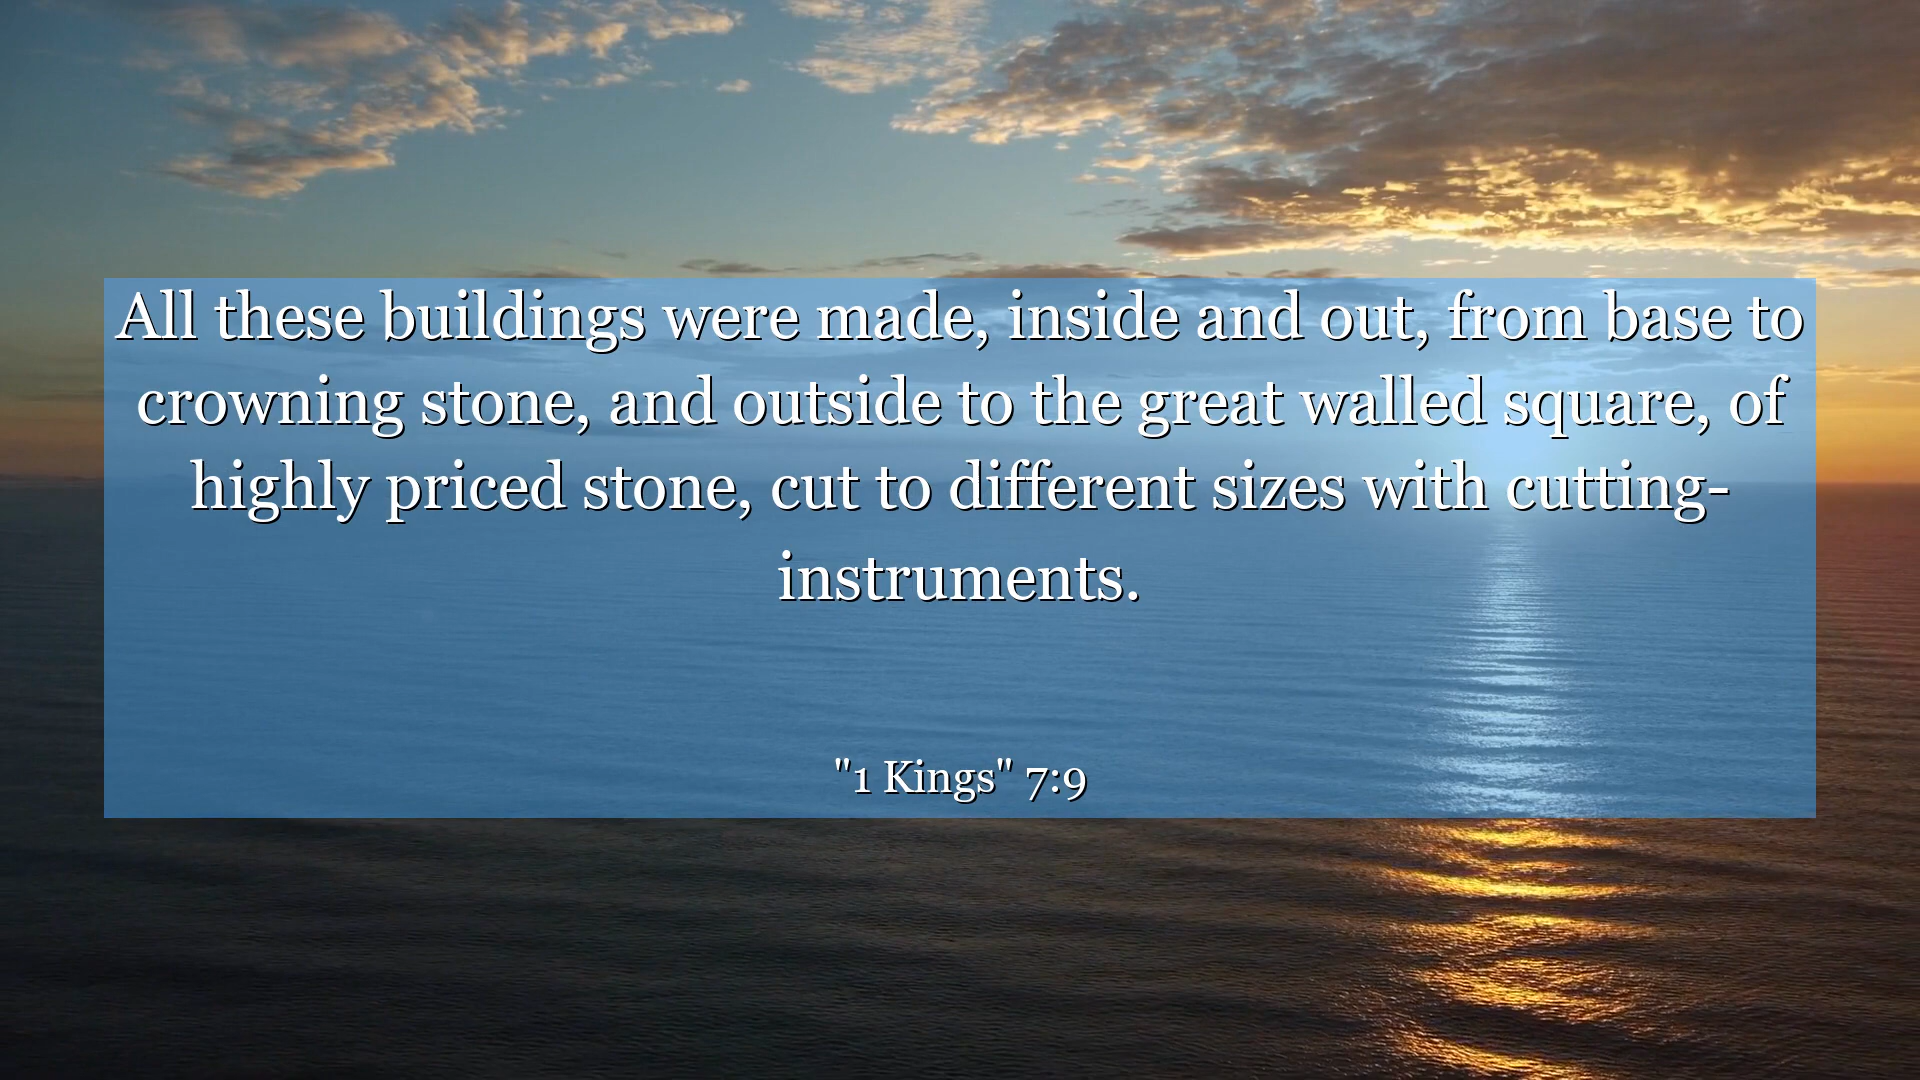 All these buildings were made, inside and out, from base to
crowning stone, and outside to the great walled square, of
highly priced stone, cut to different sizes with cutting-
instruments.
"1 Kings" 7:9